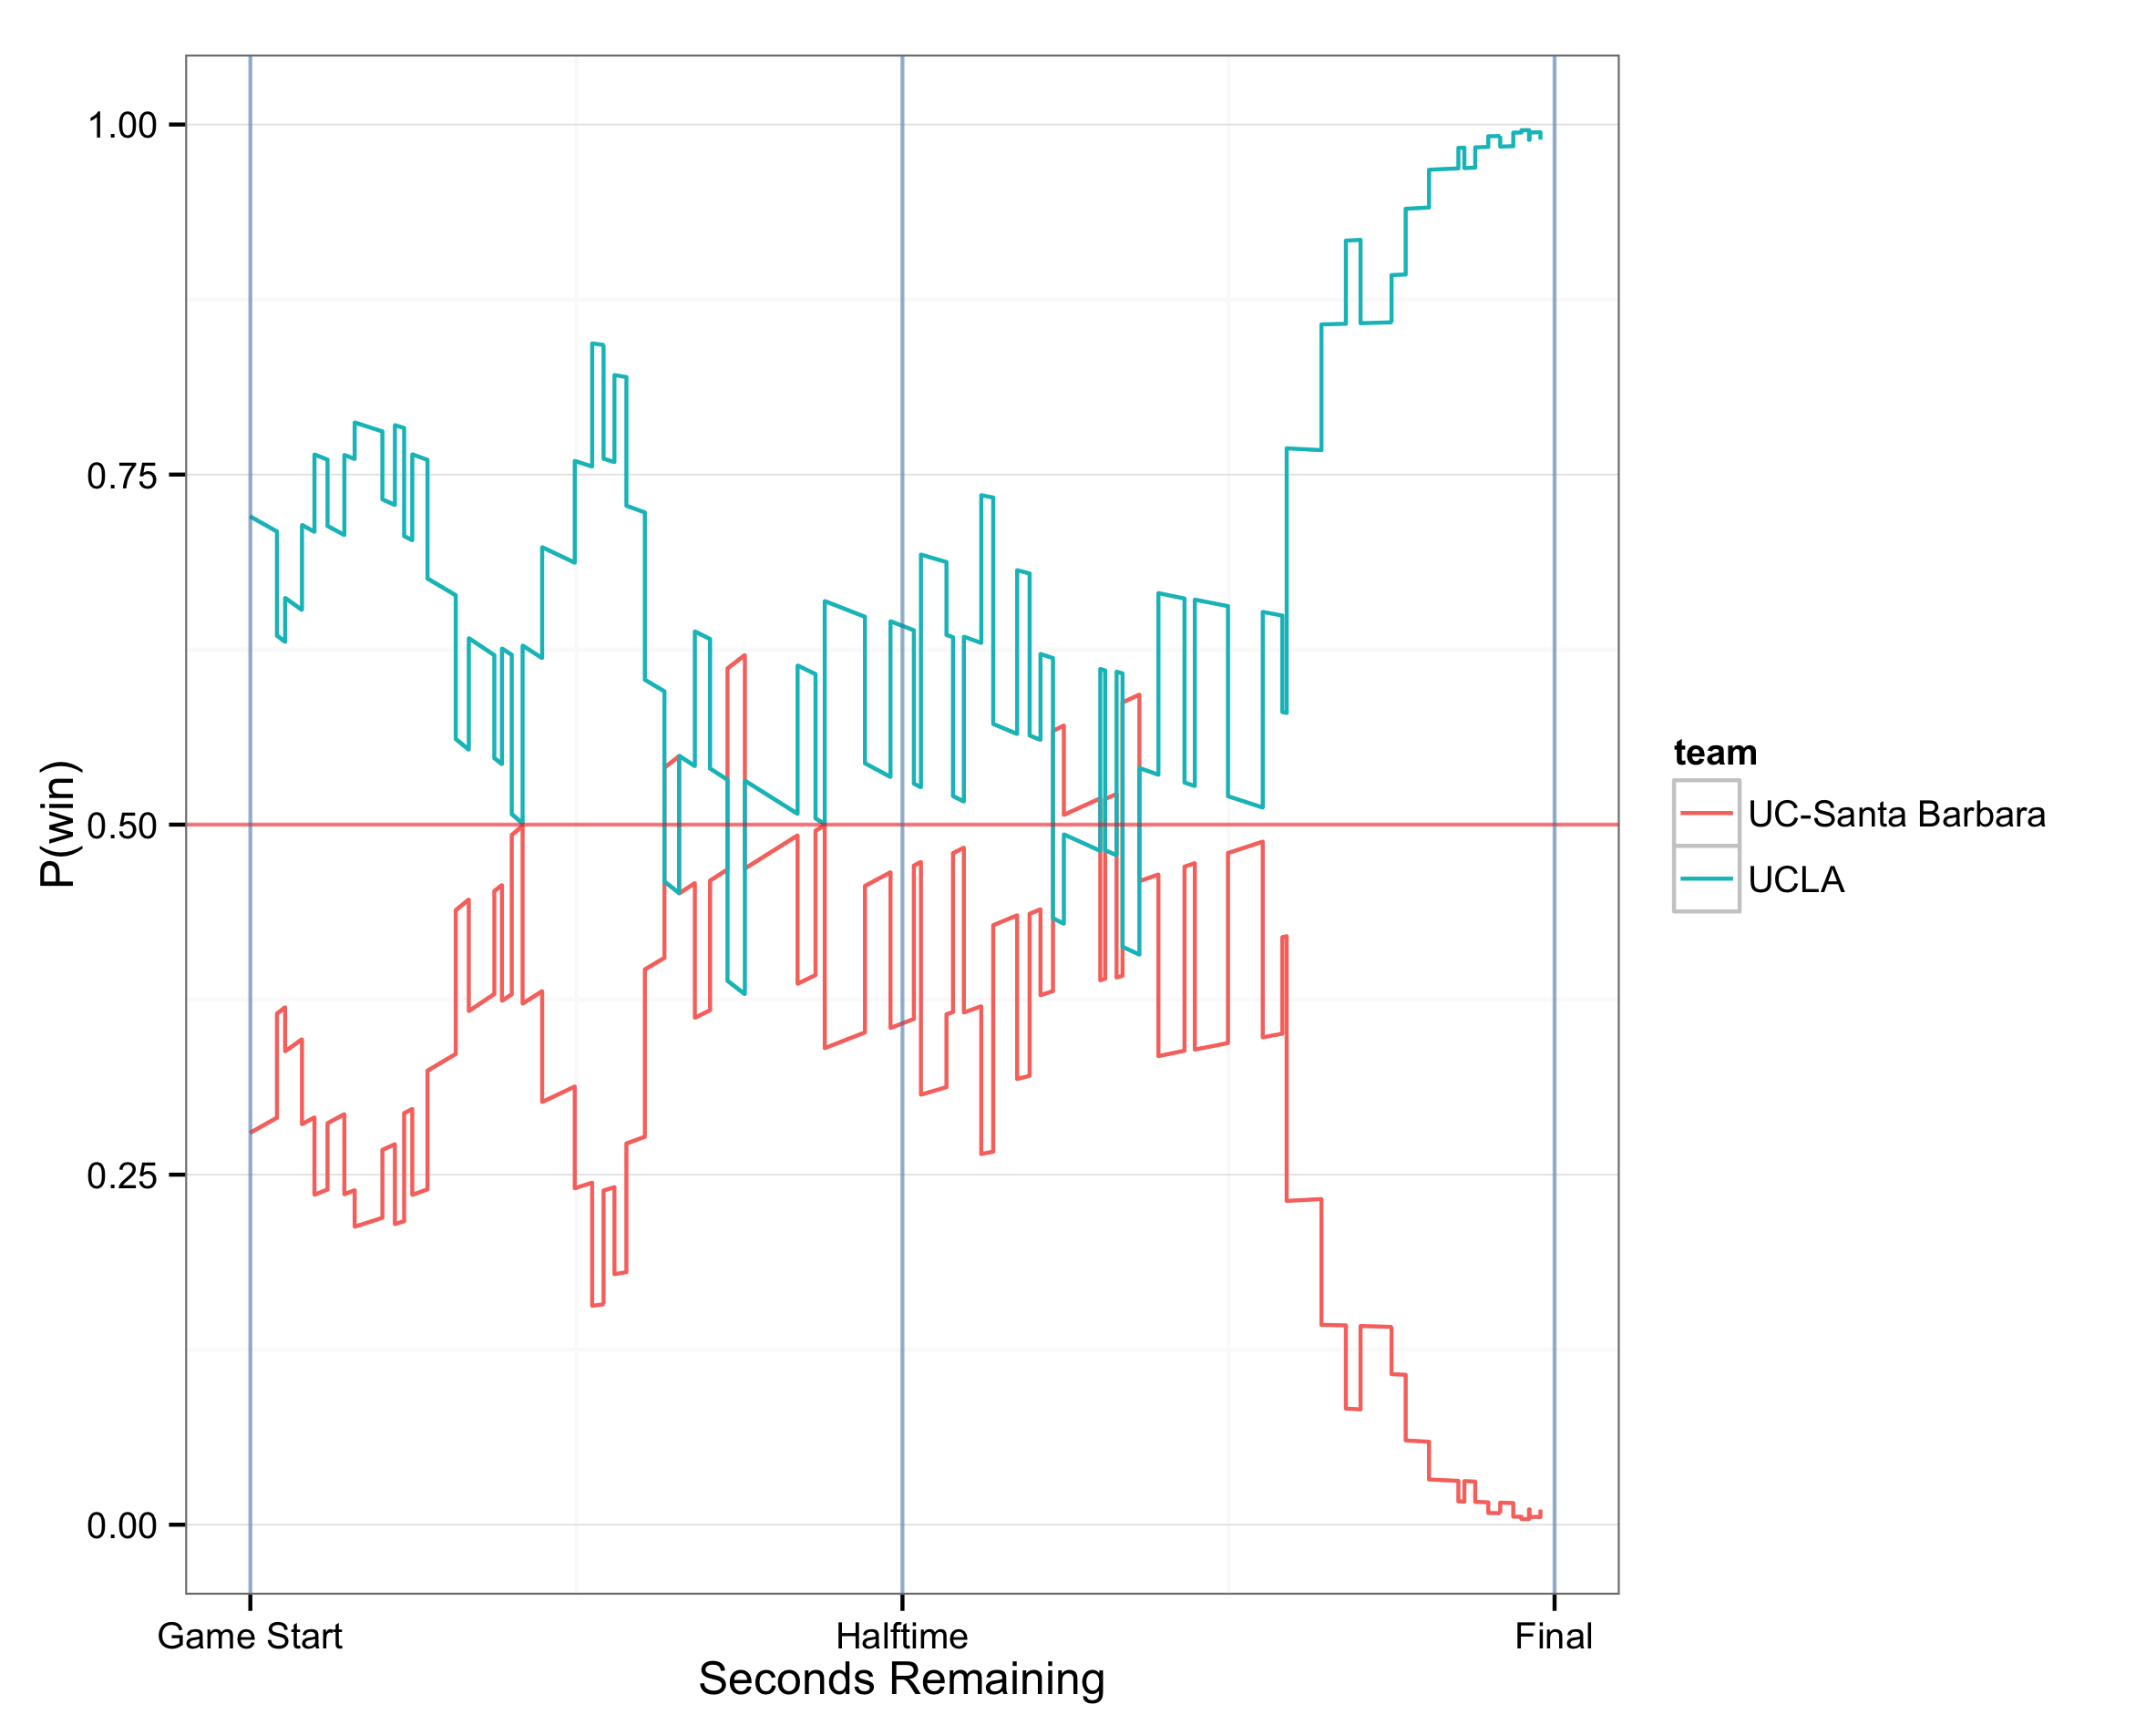 P(win)
1.00
0.75
0.50
0.25
0.00
Game Start
Halftime
Final
Seconds Remaining
team
UC-Santa Barbara
UCLA